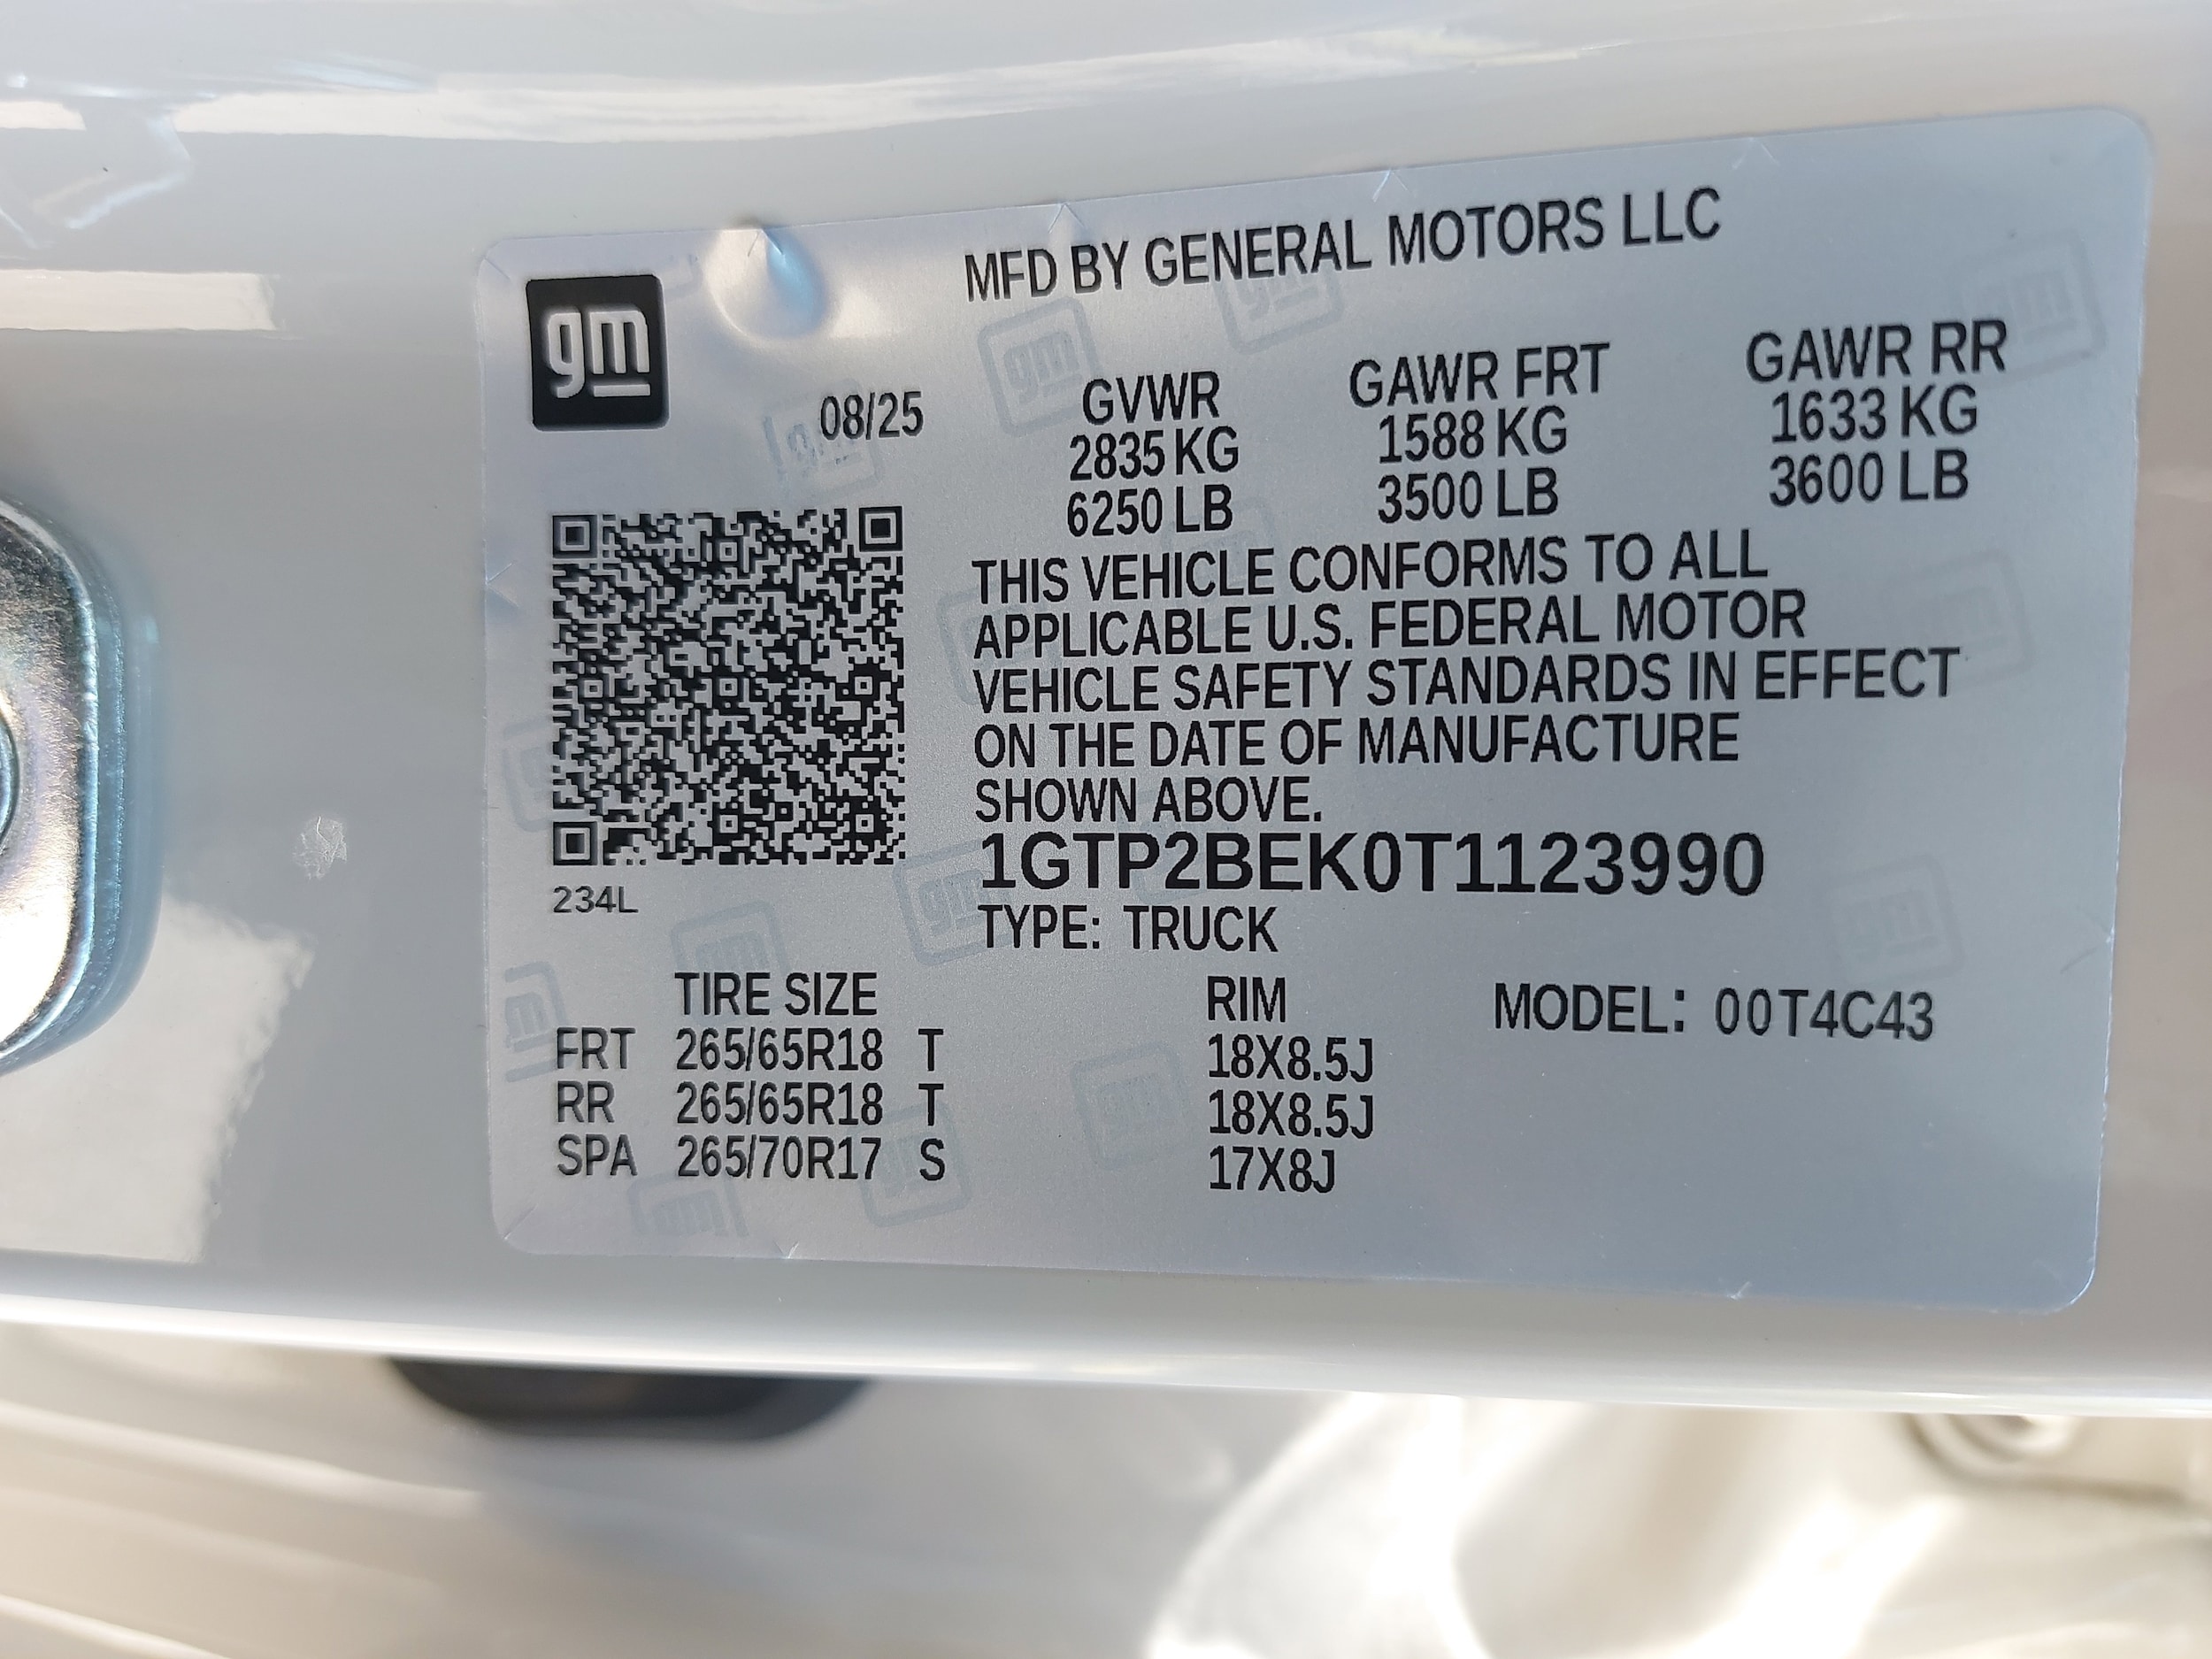 gm
MFD BY GENERAL MOTORS LLC
08/25
GVWR GAWR FRT GAWR RR
2835 KG 1588 KG 1633 KG
6250 LB 3500 LB 3600 LB
THIS VEHICLE CONFORMS TO ALL
APPLICABLE U.S. FEDERAL MOTOR
VEHICLE SAFETY STANDARDS IN EFFECT
ON THE DATE OF MANUFACTURE
SHOWN ABOVE.
1GTP2BEK0T1123990
234L
TYPE: TRUCK
TIRE SIZE RIM MODEL: 00T4C43
FRT 265/65R18 T 18X8.5J
RR 265/65R18 T 18X8.5J
SPA 265/70R17 S 17X8J